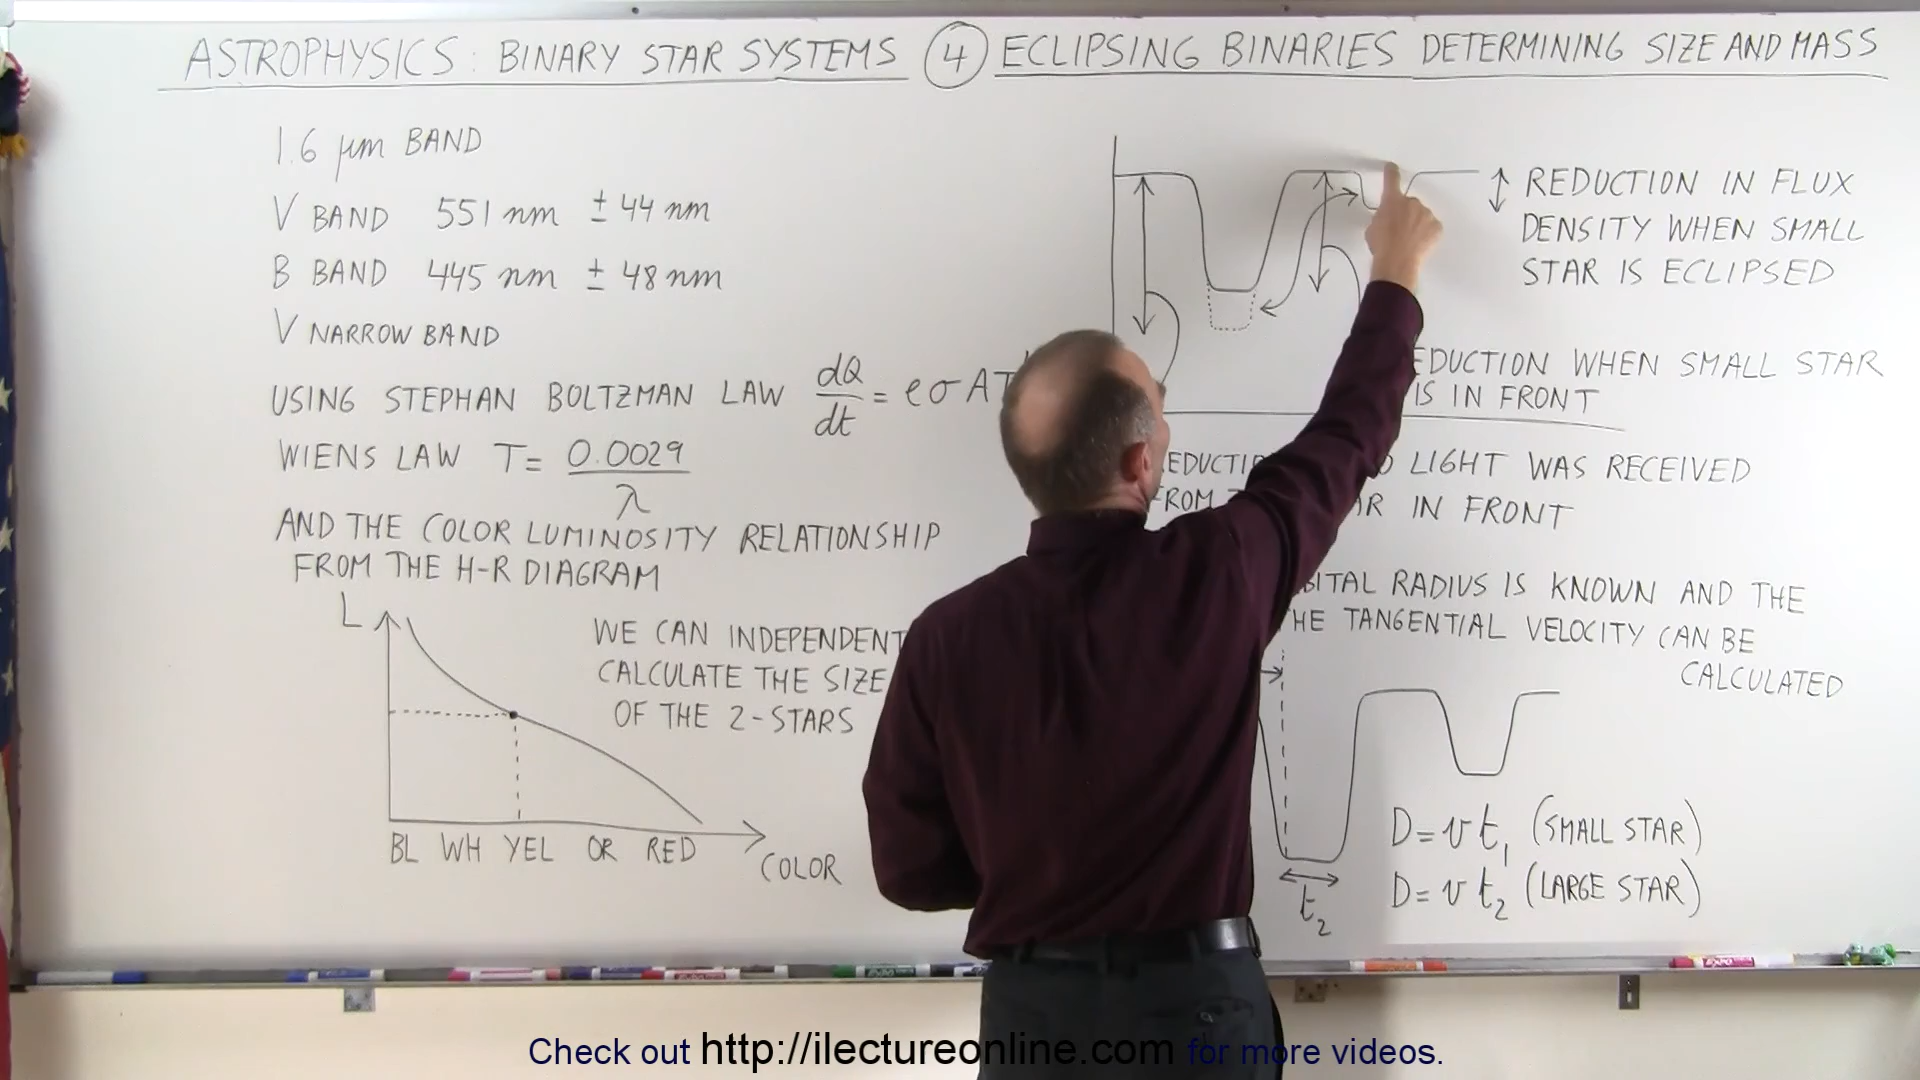 ASTROPHYSICS: BINARY STAR SYSTEMS 4 ECLIPSING BINARIES DETERMINING SIZE AND MASS
1.6 μm BAND
V BAND 551 nm ± 44 nm
B BAND 445 nm ± 48 nm
V NARROW BAND
USING STEPHAN BOLTZMAN LAW dQ/dt = eσAT
WIENS LAW T = 0.0029/λ
AND THE COLOR LUMINOSITY RELATIONSHIP
FROM THE H-R DIAGRAM
L
WE CAN INDEPENDENT
CALCULATE THE SIZE
OF THE 2-STARS
BL WH YEL OR RED
COLOR
REDUCTION IN FLUX
DENSITY WHEN SMALL
STAR IS ECLIPSED
EDUCTION WHEN SMALL STAR
IS IN FRONT
LIGHT WAS RECEIVED
FROM
IN FRONT
BITAL RADIUS IS KNOWN AND THE
HE TANGENTIAL VELOCITY CAN BE
CALCULATED
D = v t1 (SMALL STAR)
D = v t2 (LARGE STAR)
t2
EXPO
Check out http://ilectureonline.com for more videos.